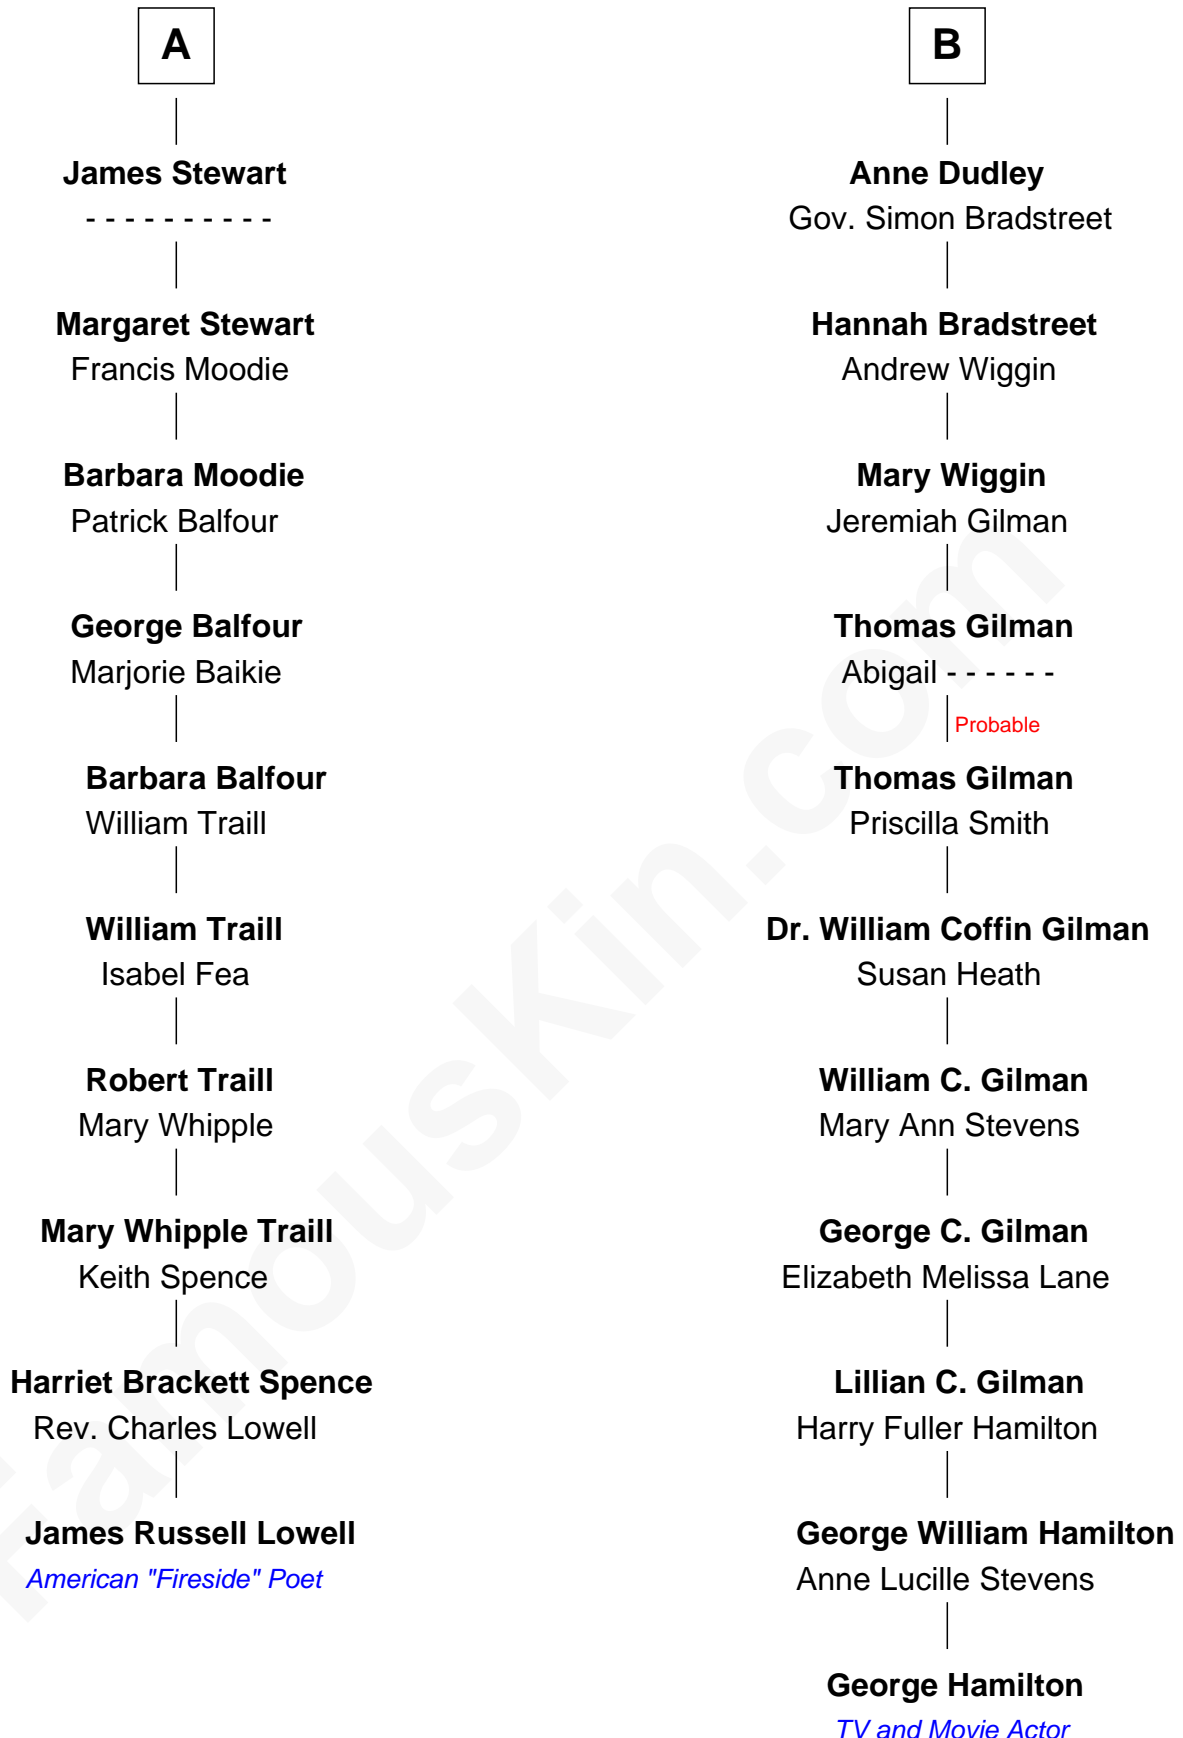 A
James Stewart
- - - - - - - - - -
Margaret Stewart
Francis Moodie
Barbara Moodie
Patrick Balfour
George Balfour
Marjorie Baikie
Barbara Balfour
William Traill
William Traill
Isabel Fea
Robert Traill
Mary Whipple
Mary Whipple Traill
Keith Spence
Harriet Brackett Spence
Rev. Charles Lowell
James Russell Lowell
American "Fireside" Poet
B
Anne Dudley
Gov. Simon Bradstreet
Hannah Bradstreet
Andrew Wiggin
Mary Wiggin
Jeremiah Gilman
Thomas Gilman
Abigail - - - - - -
Probable
Thomas Gilman
Priscilla Smith
Dr. William Coffin Gilman
Susan Heath
William C. Gilman
Mary Ann Stevens
George C. Gilman
Elizabeth Melissa Lane
Lillian C. Gilman
Harry Fuller Hamilton
George William Hamilton
Anne Lucille Stevens
George Hamilton
TV and Movie Actor
FamousKin.com